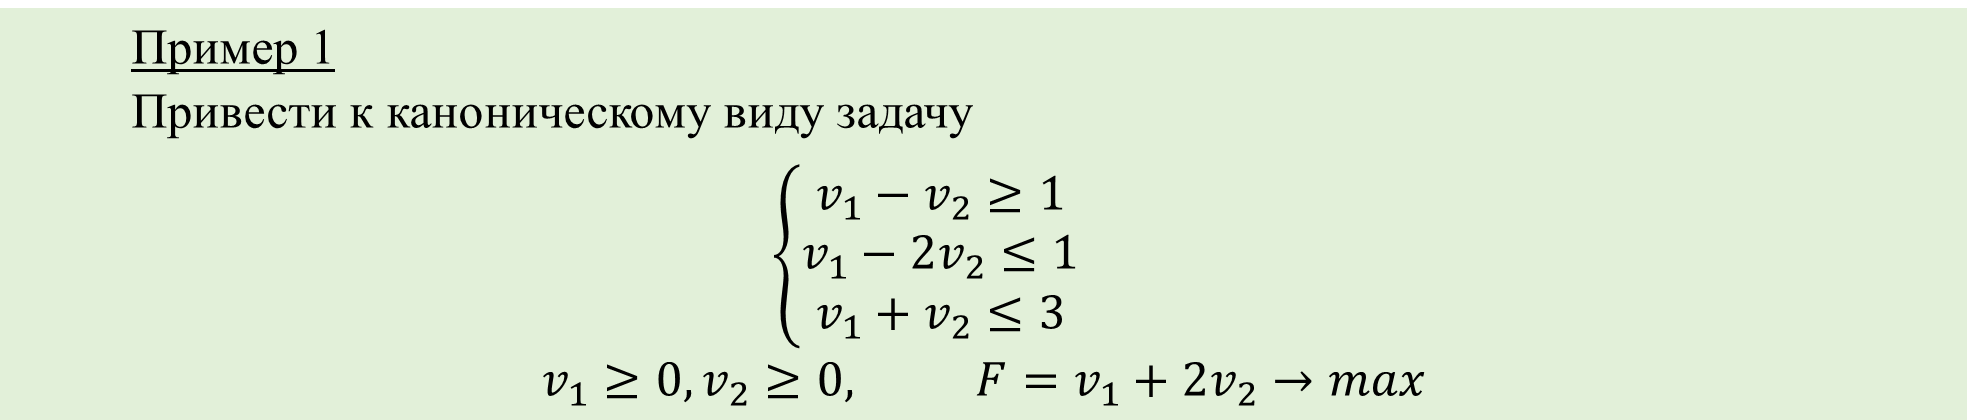 Пример 1
Привести к каноническому виду задачу
v₁ − v₂ ≥ 1
v₁ − 2v₂ ≤ 1
v₁ + v₂ ≤ 3
v₁ ≥ 0, v₂ ≥ 0, F = v₁ + 2v₂ → max